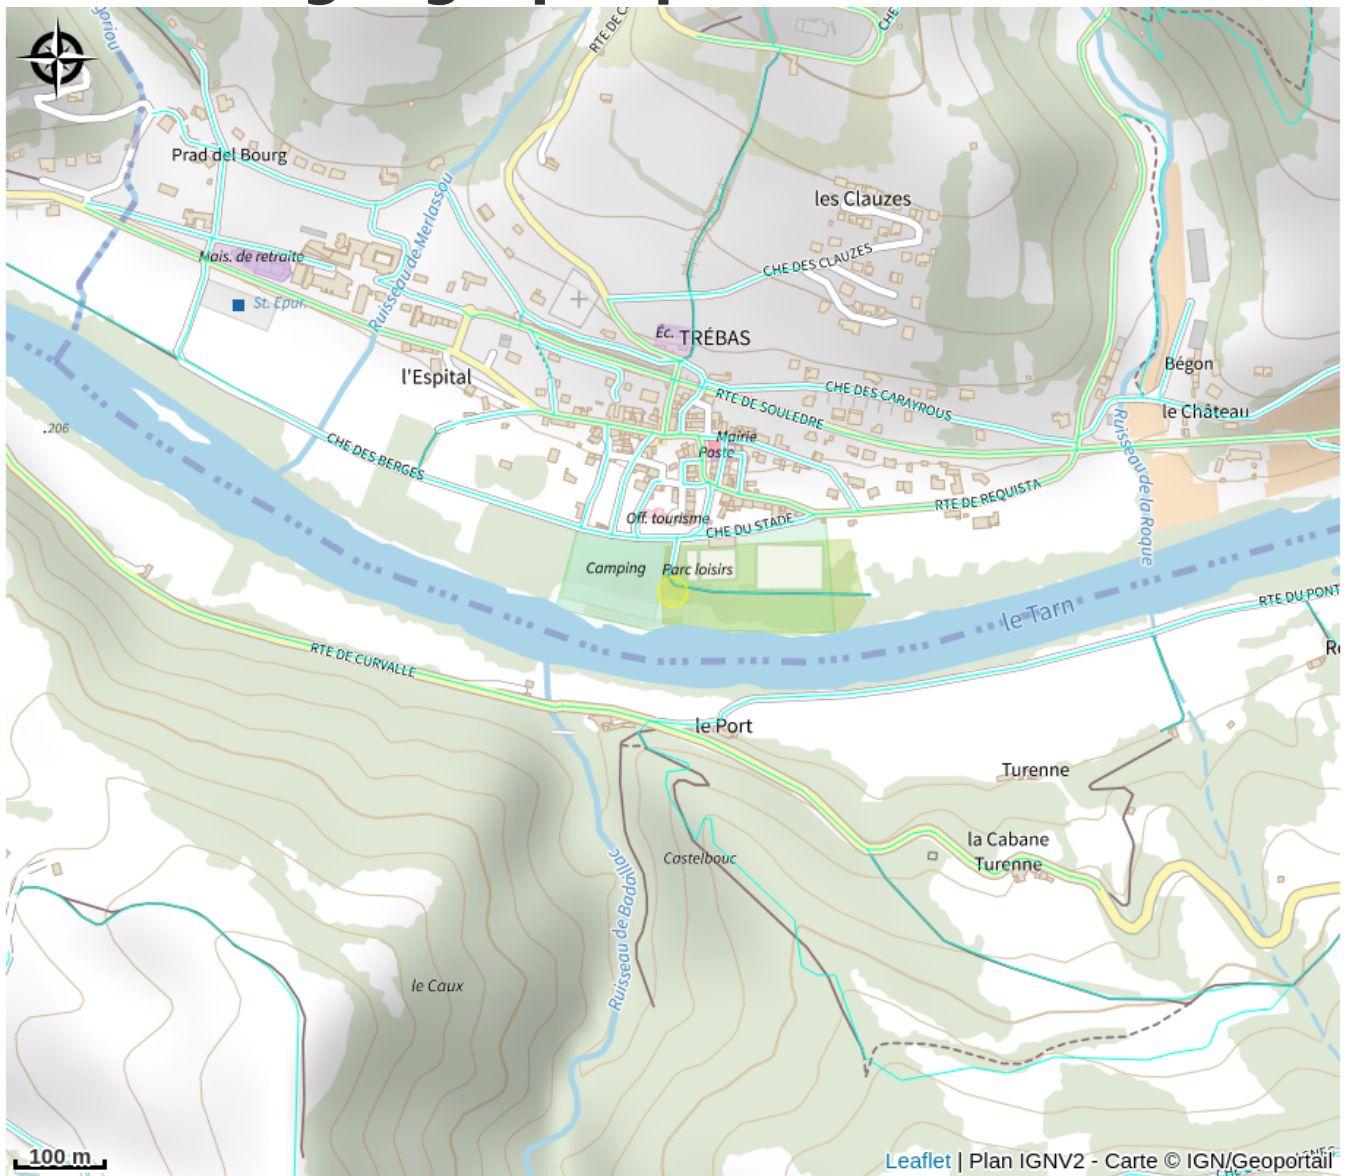 RTE DE C
CHE
goriou
Prad del Bourg
les Clauzes
Ruisseau de Merlassou
CHE DES CLAUZES
Mais. de retraite
St. Epur.
Éc.
TRÉBAS
l'Espital
Bégon
CHE DES CARAYROUS
RTE DE SOULEDRE
le Château
.206
CHE DES BERGES
Mairie
Poste
Ruisseau de la Roque
RTE DE REQUISTA
Off. tourisme
CHE DU STADE
Camping
Parc loisirs
le Tarn
RTE DU PONT
RTE DE CURVALLE
le Port
Turenne
la Cabane
Turenne
Castelbouc
Ruisseau de Badaillac
le Caux
100 m
Leaflet | Plan IGNV2 - Carte © IGN/Geoportail